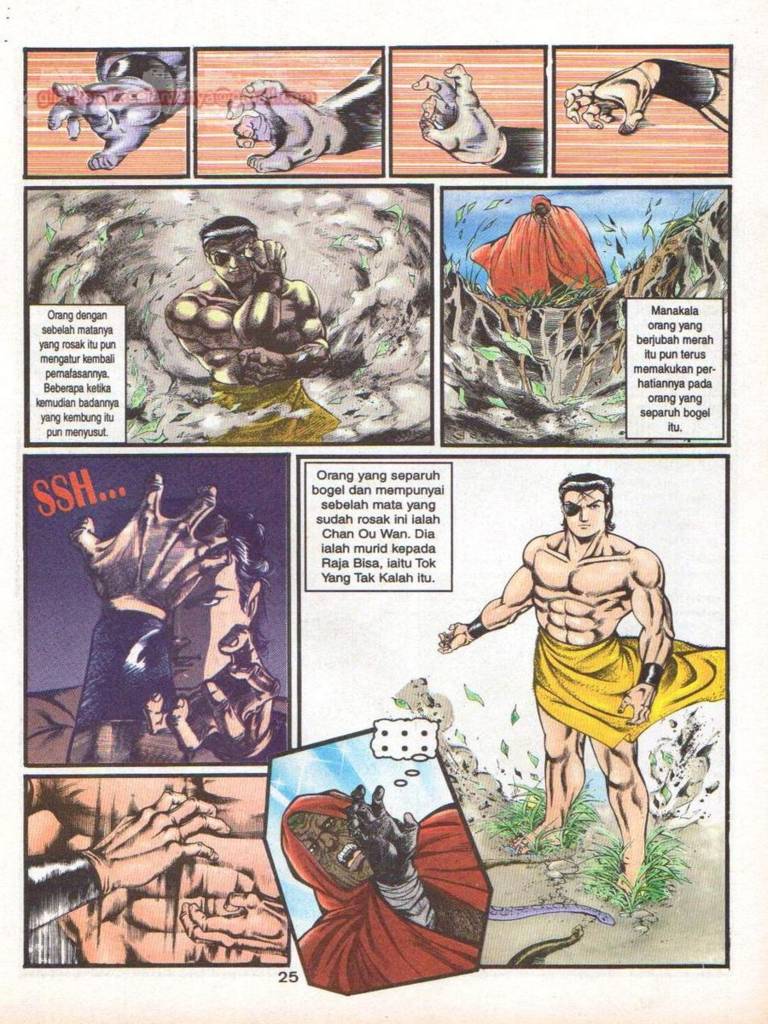 Orang dengan
sebelah matanya
yang rosak itu pun
mengatur kembali
pernafasannya.
Beberapa ketika
kemudian badannya
yang kembung itu
pun menyusut.
Manakala
orang yang
berjubah merah
itu pun terus
memakukan per-
hatiannya pada
orang yang
separuh bogel
itu.
SSH...
Orang yang separuh
bogel dan mempunyai
sebelah mata yang
sudah rosak ini ialah
Chan Ou Wan. Dia
ialah murid kepada
Raja Bisa, iaitu Tok
Yang Tak Kalah itu.
25